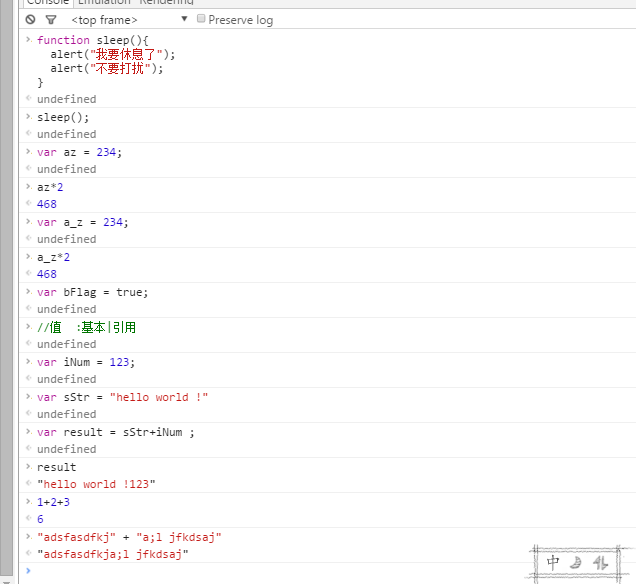 Console Emulation Rendering
<top frame> Preserve log
function sleep(){
alert("我要休息了");
alert("不要打扰");
}
undefined
sleep();
undefined
var az = 234;
undefined
az*2
468
var a_z = 234;
undefined
a_z*2
468
var bFlag = true;
undefined
//值 :基本|引用
undefined
var iNum = 123;
undefined
var sStr = "hello world !"
undefined
var result = sStr+iNum ;
undefined
result
"hello world !123"
1+2+3
6
"adsfasdfkj" + "a;l jfkdsaj"
"adsfasdfkja;l jfkdsaj"
中